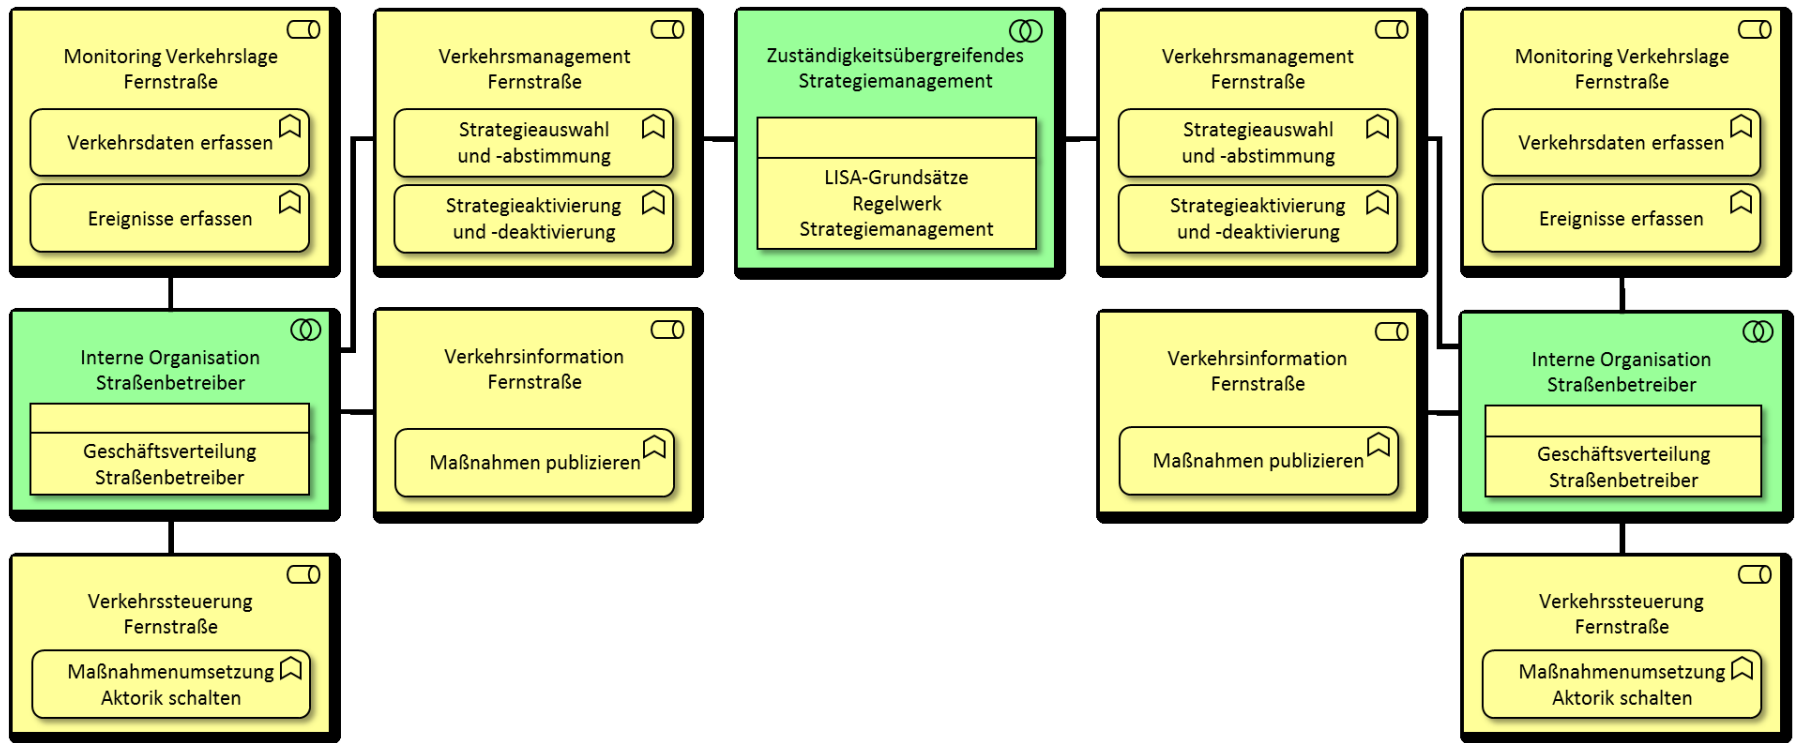 Monitoring Verkehrslage
Fernstraße
Verkehrsdaten erfassen
Ereignisse erfassen
Verkehrsmanagement
Fernstraße
Strategieauswahl
und -abstimmung
Strategieaktivierung
und -deaktivierung
Zuständigkeitsübergreifendes
Strategiemanagement
LISA-Grundsätze
Regelwerk
Strategiemanagement
Verkehrsmanagement
Fernstraße
Strategieauswahl
und -abstimmung
Strategieaktivierung
und -deaktivierung
Monitoring Verkehrslage
Fernstraße
Verkehrsdaten erfassen
Ereignisse erfassen
Interne Organisation
Straßenbetreiber
Geschäftsverteilung
Straßenbetreiber
Verkehrsinformation
Fernstraße
Maßnahmen publizieren
Verkehrsinformation
Fernstraße
Maßnahmen publizieren
Interne Organisation
Straßenbetreiber
Geschäftsverteilung
Straßenbetreiber
Verkehrssteuerung
Fernstraße
Maßnahmenumsetzung
Aktorik schalten
Verkehrssteuerung
Fernstraße
Maßnahmenumsetzung
Aktorik schalten